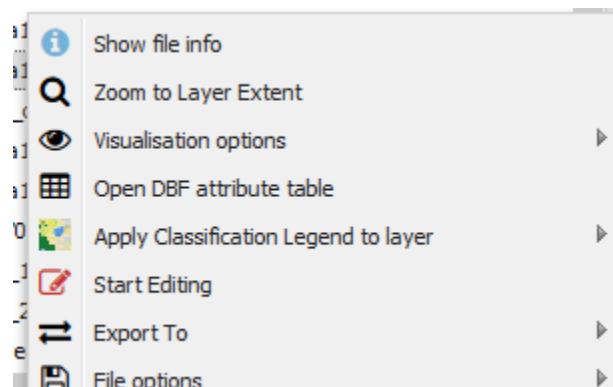 Show file info
Zoom to Layer Extent
Visualisation options
Open DBF attribute table
Apply Classification Legend to layer
Start Editing
Export To
File options